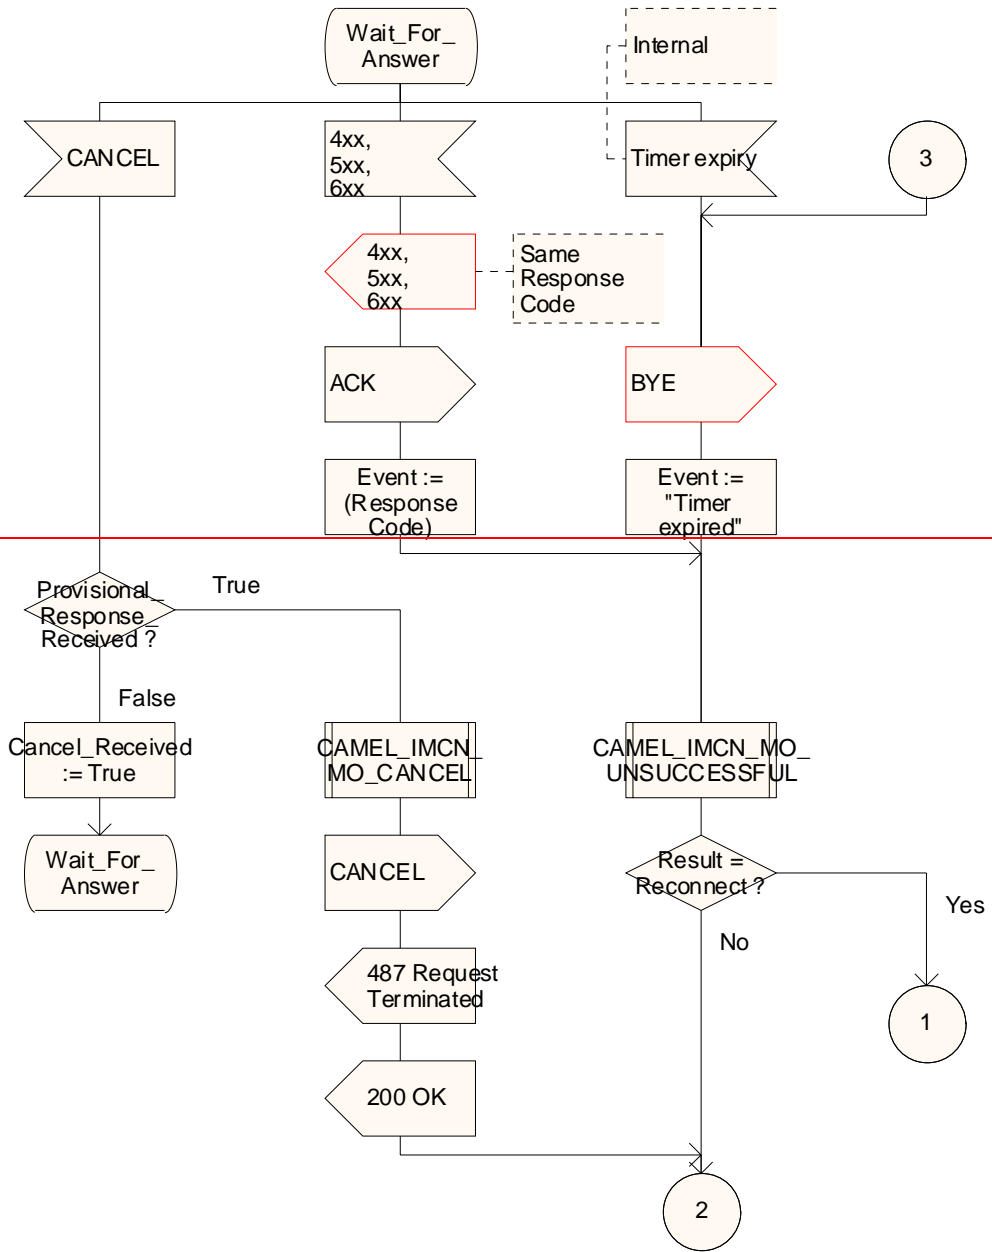 Wait_For_
Answer
Internal
CANCEL
4xx,
5xx,
6xx
Timer expiry
3
4xx,
5xx,
6xx
Same
Response
Code
ACK
BYE
Event :=
(Response
Code)
Event :=
"Timer
expired"
Provisional_
Response_
Received ?
True
False
Cancel_Received
:= True
CAMEL_IMCN_
MO_CANCEL
CAMEL_IMCN_MO_
UNSUCCESSFUL
Wait_For_
Answer
CANCEL
Result =
Reconnect ?
Yes
No
487 Request
Terminated
1
200 OK
2